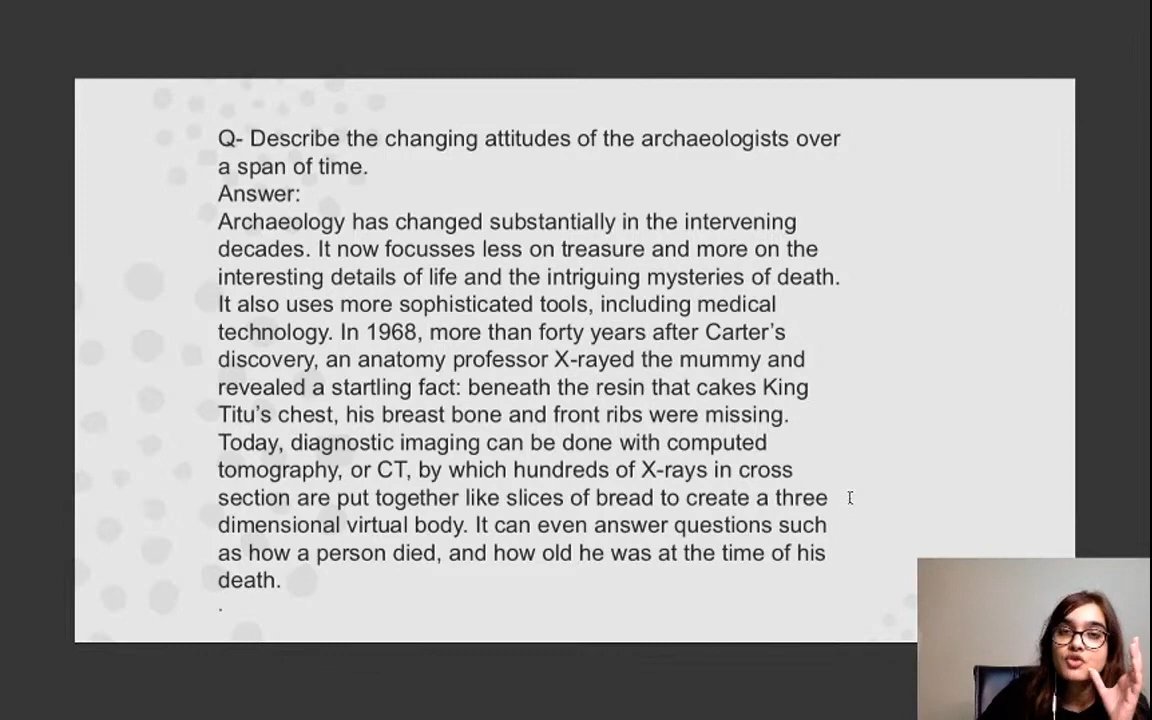 Q- Describe the changing attitudes of the archaeologists over
a span of time.
Answer:
Archaeology has changed substantially in the intervening
decades. It now focusses less on treasure and more on the
interesting details of life and the intriguing mysteries of death.
It also uses more sophisticated tools, including medical
technology. In 1968, more than forty years after Carter's
discovery, an anatomy professor X-rayed the mummy and
revealed a startling fact: beneath the resin that cakes King
Titu's chest, his breast bone and front ribs were missing.
Today, diagnostic imaging can be done with computed
tomography, or CT, by which hundreds of X-rays in cross
section are put together like slices of bread to create a three
dimensional virtual body. It can even answer questions such
as how a person died, and how old he was at the time of his
death.
.